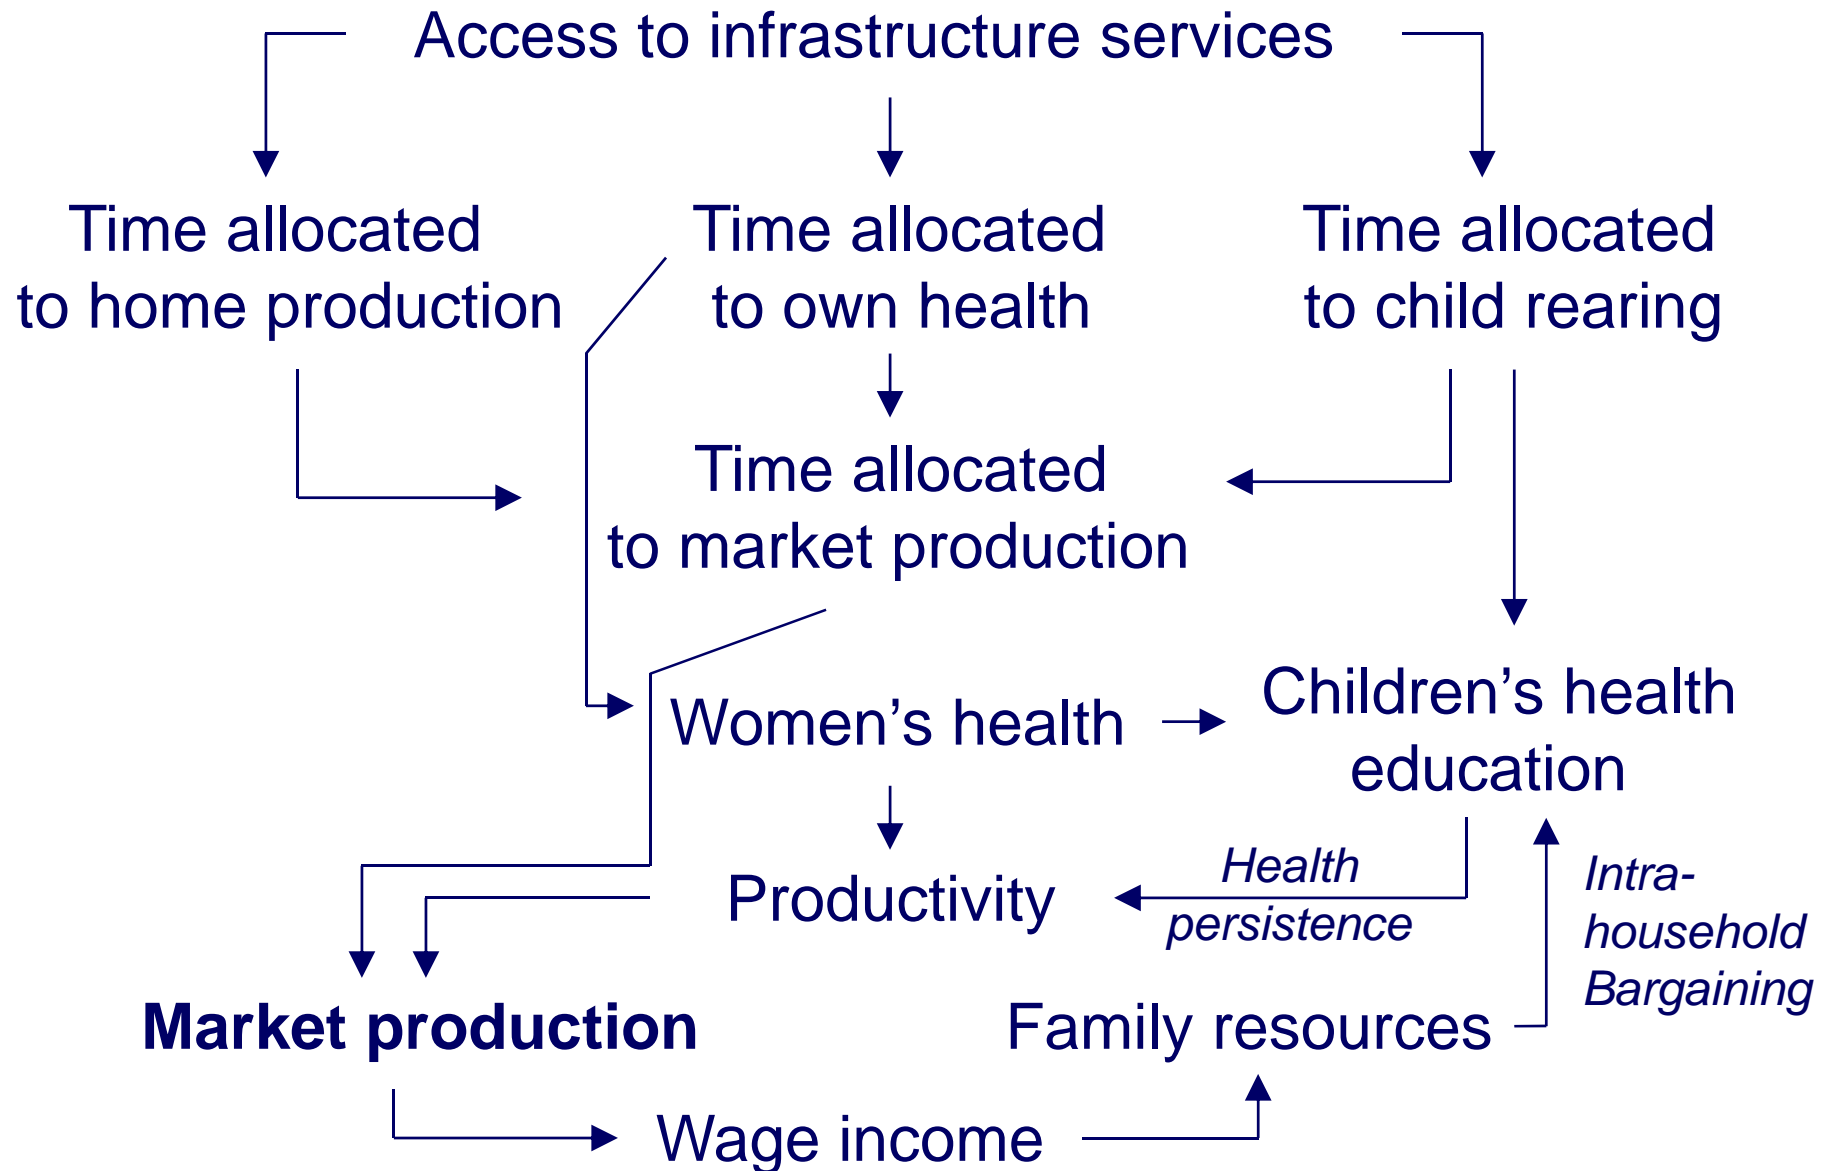 Access to infrastructure services
Time allocated
to home production
Time allocated
to own health
Time allocated
to child rearing
Time allocated
to market production
Women’s health
Children’s health
education
Productivity
Health
persistence
Intra-
household
Bargaining
Market production
Family resources
Wage income